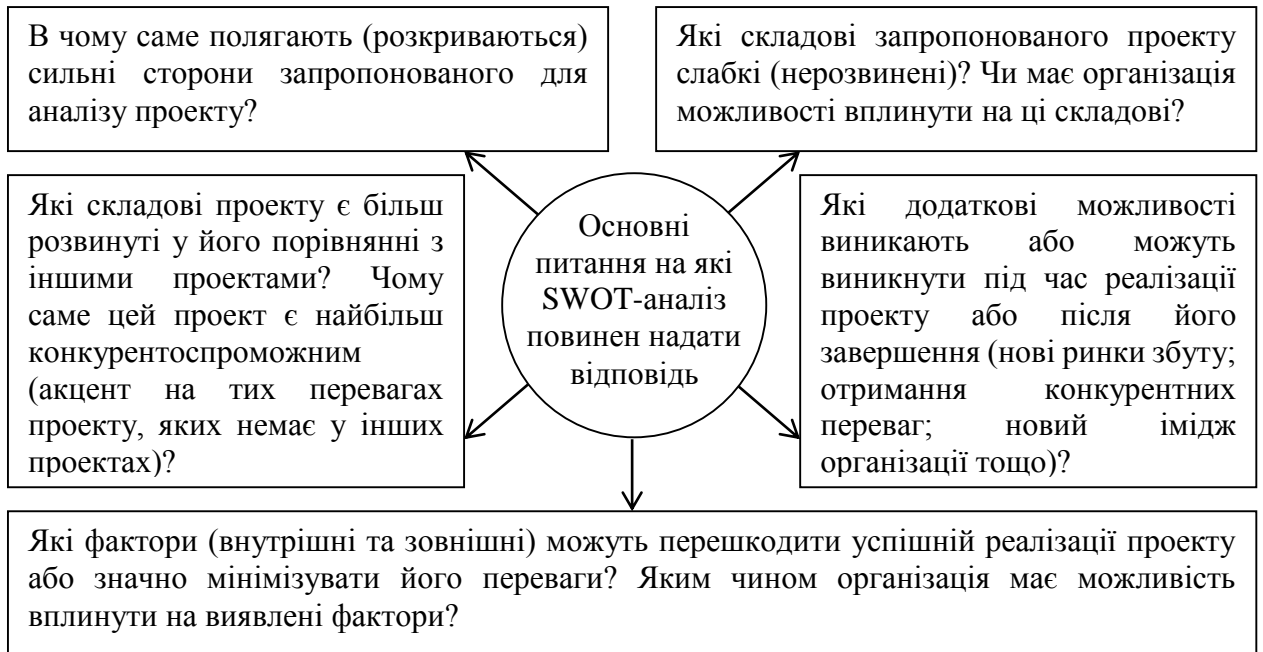 В чому саме полягають (розкриваються)
сильні сторони запропонованого для
аналізу проекту?
Які складові запропонованого проекту
слабкі (нерозвинені)? Чи має організація
можливості вплинути на ці складові?
Які складові проекту є більш
розвинуті у його порівнянні з
іншими проектами? Чому
саме цей проект є найбільш
конкурентоспроможним
(акцент на тих перевагах
проекту, яких немає у інших
проектах)?
Основні
питання на які
SWOT-аналіз
повинен надати
відповідь
Які додаткові можливості
виникають або можуть
виникнути під час реалізації
проекту або після його
завершення (нові ринки збуту;
отримання конкурентних
переваг; новий імідж
організації тощо)?
Які фактори (внутрішні та зовнішні) можуть перешкодити успішній реалізації проекту
або значно мінімізувати його переваги? Яким чином організація має можливість
вплинути на виявлені фактори?